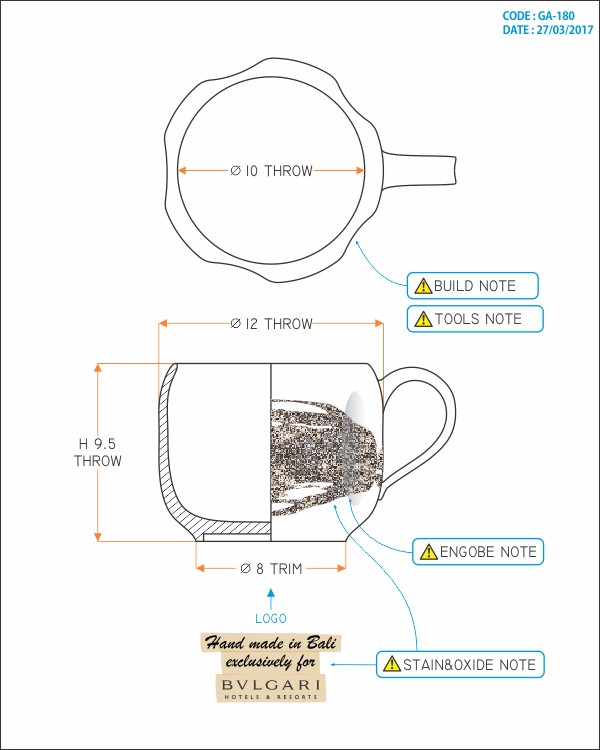 CODE : GA-180
DATE : 27/03/2017
Ø 10 THROW
BUILD NOTE
TOOLS NOTE
Ø 12 THROW
H 9.5
THROW
ENGOBE NOTE
Ø 8 TRIM
LOGO
Hand made in Bali
exclusively for
BVLGARI
HOTELS & RESORTS
STAIN&OXIDE NOTE